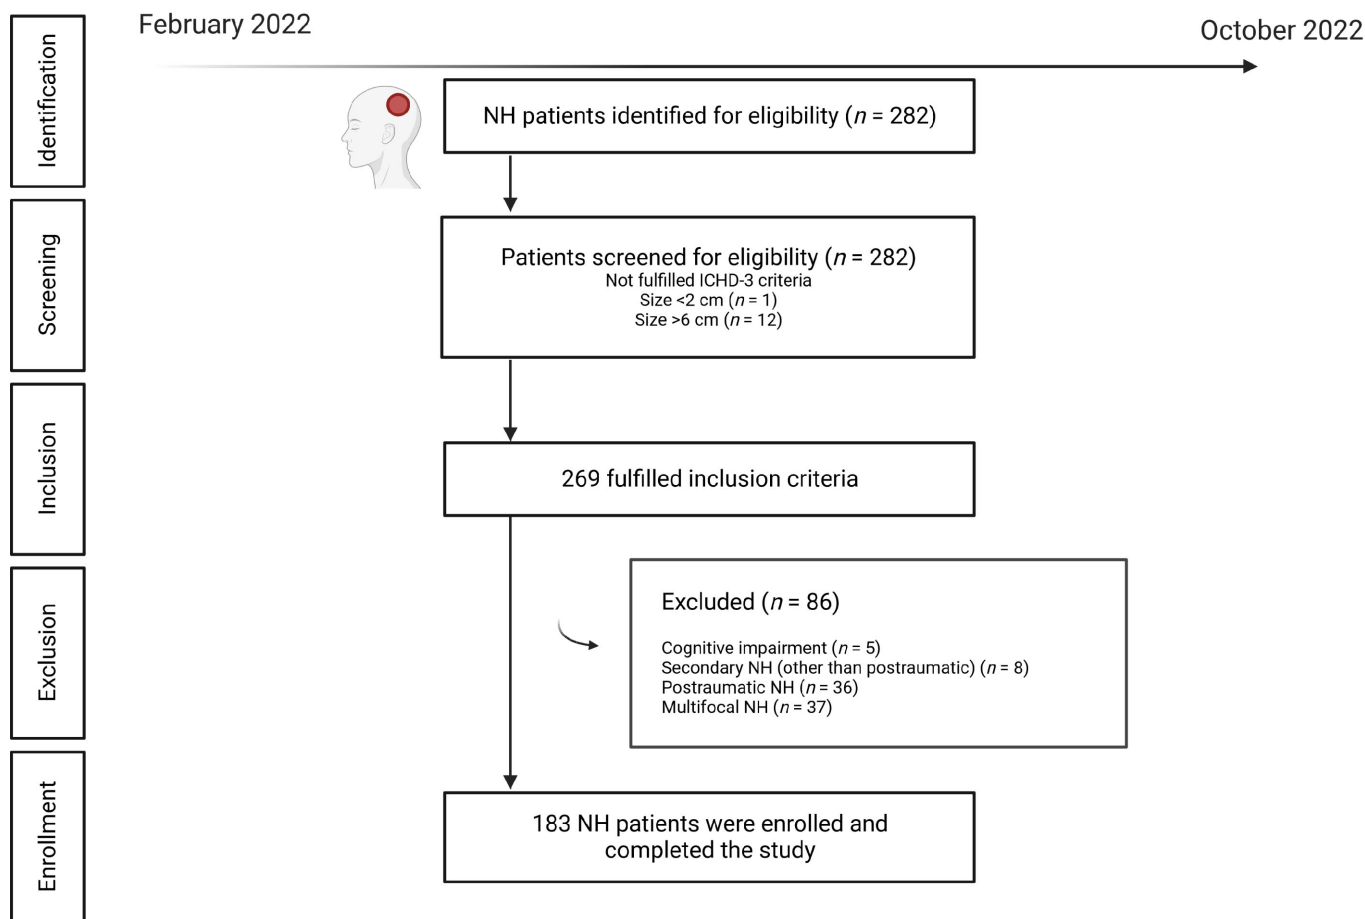 February 2022
October 2022
Identification
NH patients identified for eligibility (n = 282)
Screening
Patients screened for eligibility (n = 282)
Not fulfilled ICHD-3 criteria
Size <2 cm (n = 1)
Size >6 cm (n = 12)
Inclusion
269 fulfilled inclusion criteria
Exclusion
Excluded (n = 86)
Cognitive impairment (n = 5)
Secondary NH (other than postraumatic) (n = 8)
Postraumatic NH (n = 36)
Multifocal NH (n = 37)
Enrollment
183 NH patients were enrolled and
completed the study